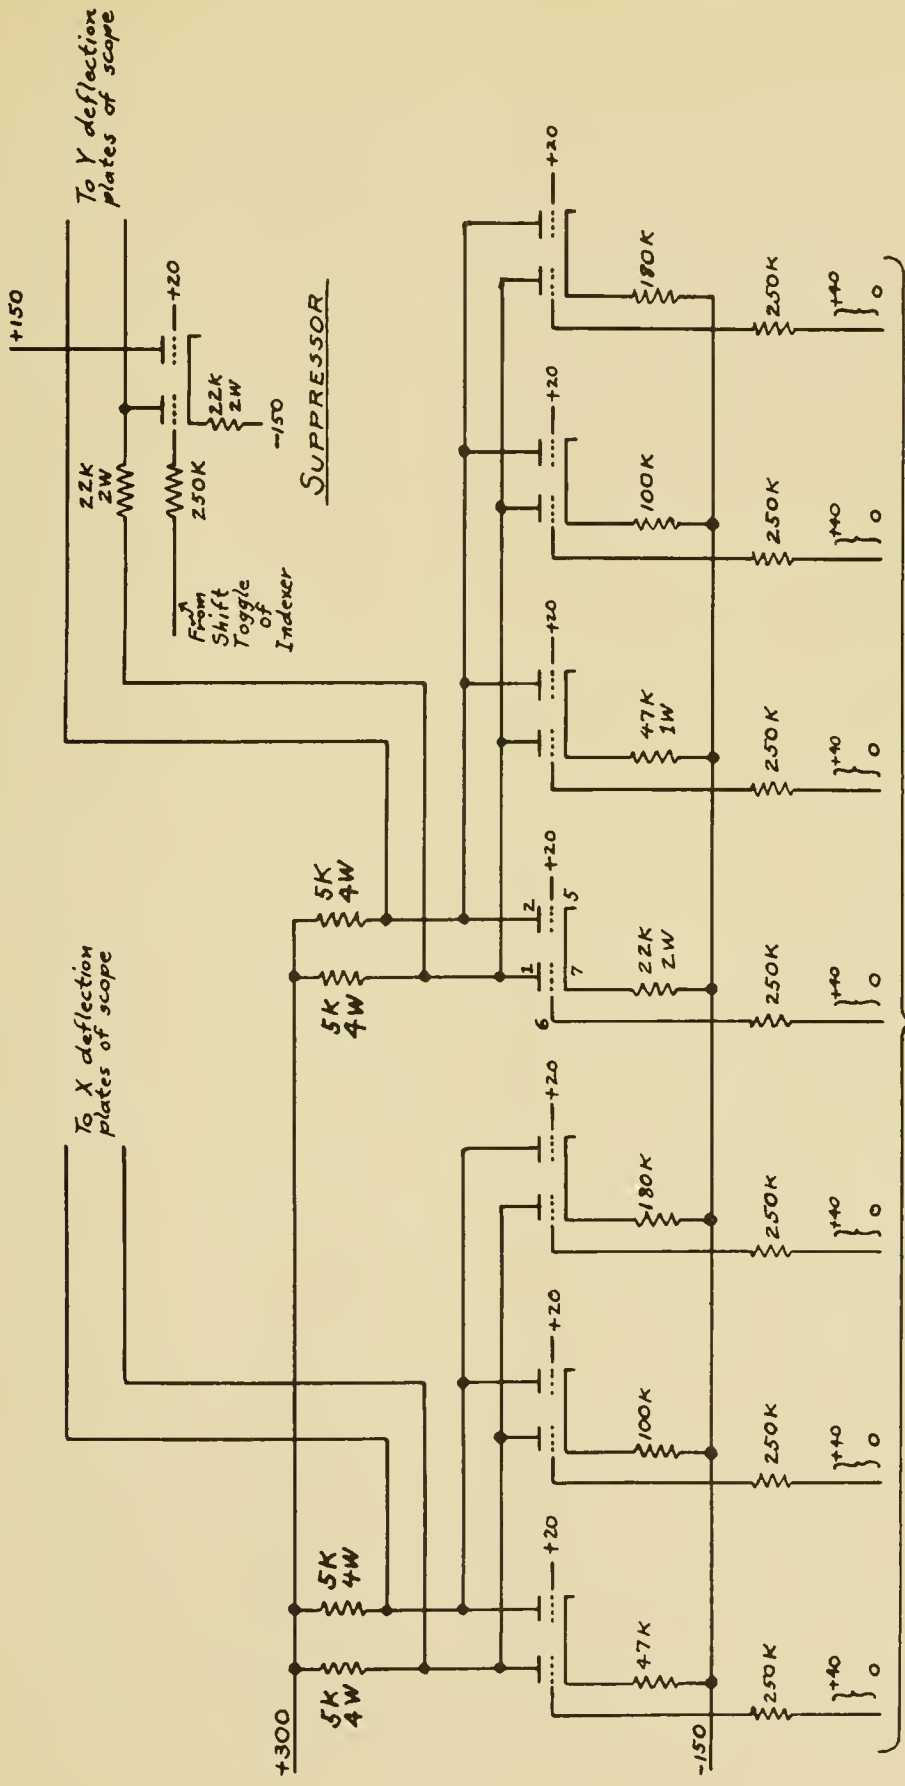 To X deflection
plates of scope
To Y deflection
plates of scope
+150
22K
2W
+20
250K
22K
2W
-150
From
Shift
Toggle
of
Indexer
SUPPRESSOR
+300
5K
4W
5K
4W
5K
4W
5K
4W
+20
+20
+20
1
2
+20
6
7
5
+20
+20
+20
47K
100K
180K
22K
2W
47K
1W
100K
180K
-150
250K
250K
250K
250K
250K
250K
250K
+40
0
+40
0
+40
0
+40
0
+40
0
+40
0
+40
0